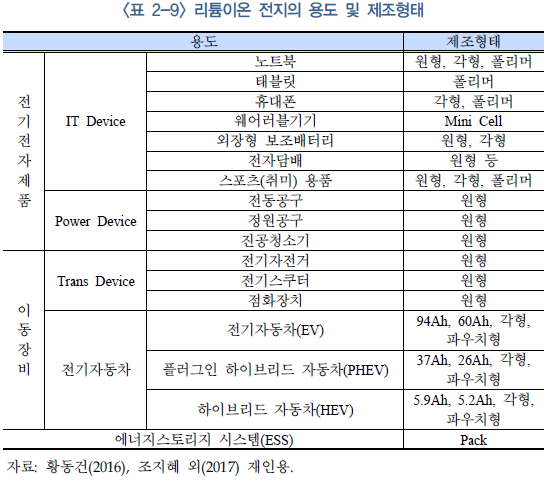 <표 2-9> 리튬이온 전지의 용도 및 제조형태
용도 제조형태
전기전자제품
IT Device
노트북 원형, 각형, 폴리머
태블릿 폴리머
휴대폰 각형, 폴리머
웨어러블기기 Mini Cell
외장형 보조배터리 원형, 각형
전자담배 원형 등
스포츠(취미) 용품 원형, 각형, 폴리머
Power Device
전동공구 원형
정원공구 원형
진공청소기 원형
이동장비
Trans Device
전기자전거 원형
전기스쿠터 원형
점화장치 원형
전기자동차
전기자동차(EV) 94Ah, 60Ah, 각형,
파우치형
플러그인 하이브리드 자동차(PHEV) 37Ah, 26Ah, 각형,
파우치형
하이브리드 자동차(HEV) 5.9Ah, 5.2Ah, 각형,
파우치형
에너지스토리지 시스템(ESS) Pack
자료: 황동건(2016), 조지혜 외(2017) 재인용.